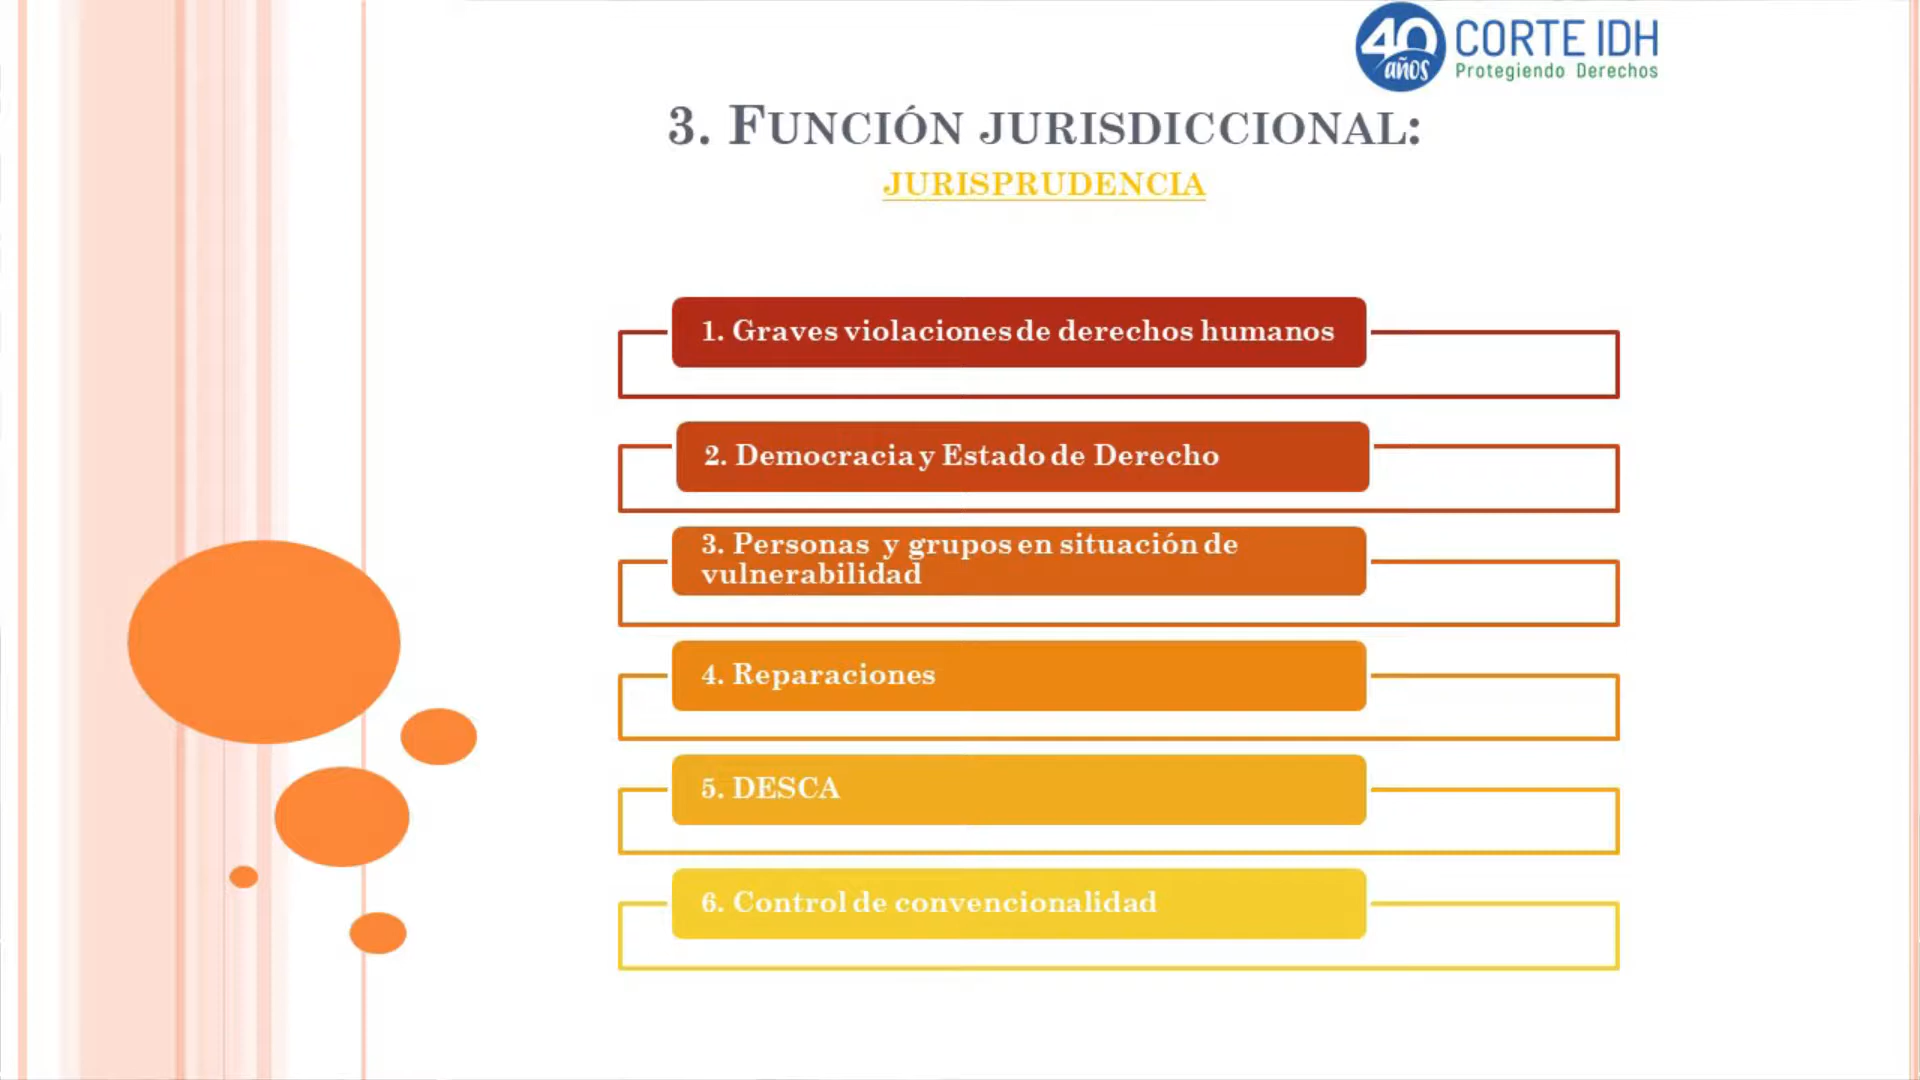 40
años
CORTE IDH
Protegiendo Derechos
3. FUNCIÓN JURISDICCIONAL:
JURISPRUDENCIA
1. Graves violaciones de derechos humanos
2. Democracia y Estado de Derecho
3. Personas y grupos en situación de
vulnerabilidad
4. Reparaciones
5. DESCA
6. Control de convencionalidad